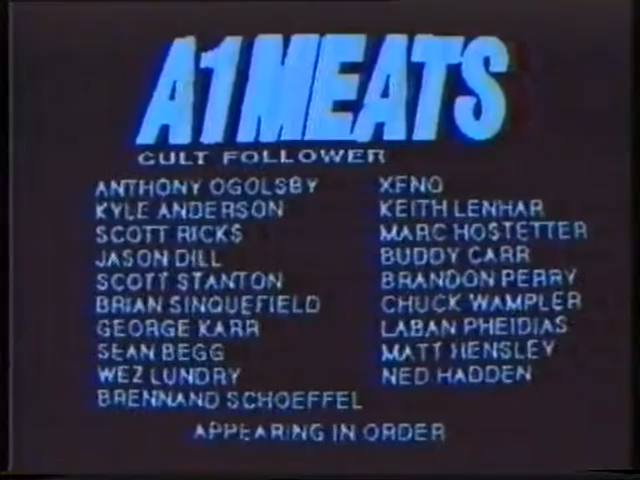 A1MEATS
CULT FOLLOWER
ANTHONY OGOLSBY
KYLE ANDERSON
SCOTT RICKS
JASON DILL
SCOTT STANTON
BRIAN SINQUEFIELD
GEORGE KARR
SEAN BEGG
WEZ LUNDRY
BRENNAND SCHOEFFEL
XENO
KEITH LENHAR
MARC HOSTETTER
BUDDY CARR
BRANDON PERRY
CHUCK WAMPLER
LABAN PHEIDIAS
MATT HENSLEY
NED HADDEN
APPEARING IN ORDER